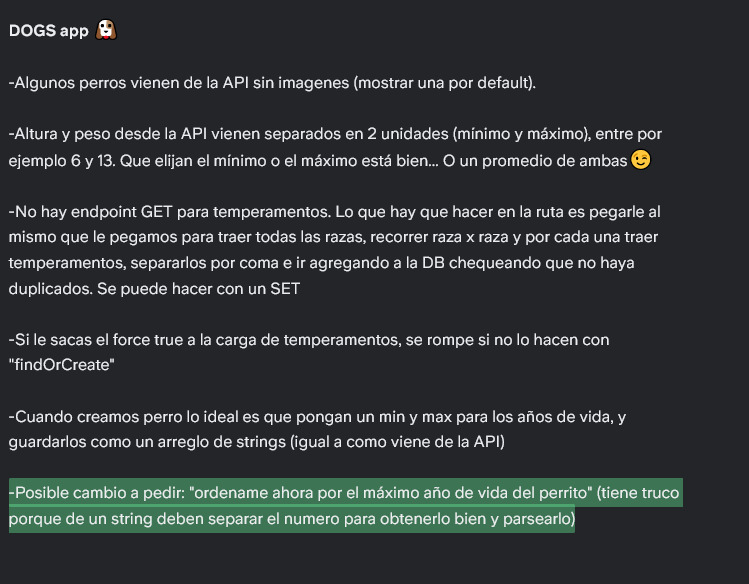 DOGS app 🐶
-Algunos perros vienen de la API sin imagenes (mostrar una por default).
-Altura y peso desde la API vienen separados en 2 unidades (mínimo y máximo), entre por
ejemplo 6 y 13. Que elijan el mínimo o el máximo está bien... O un promedio de ambas 😉
-No hay endpoint GET para temperamentos. Lo que hay que hacer en la ruta es pegarle al
mismo que le pegamos para traer todas las razas, recorrer raza x raza y por cada una traer
temperamentos, separarlos por coma e ir agregando a la DB chequeando que no haya
duplicados. Se puede hacer con un SET
-Si le sacas el force true a la carga de temperamentos, se rompe si no lo hacen con
"findOrCreate"
-Cuando creamos perro lo ideal es que pongan un min y max para los años de vida, y
guardarlos como un arreglo de strings (igual a como viene de la API)
-Posible cambio a pedir: "ordename ahora por el máximo año de vida del perrito" (tiene truco
porque de un string deben separar el numero para obtenerlo bien y parsearlo)